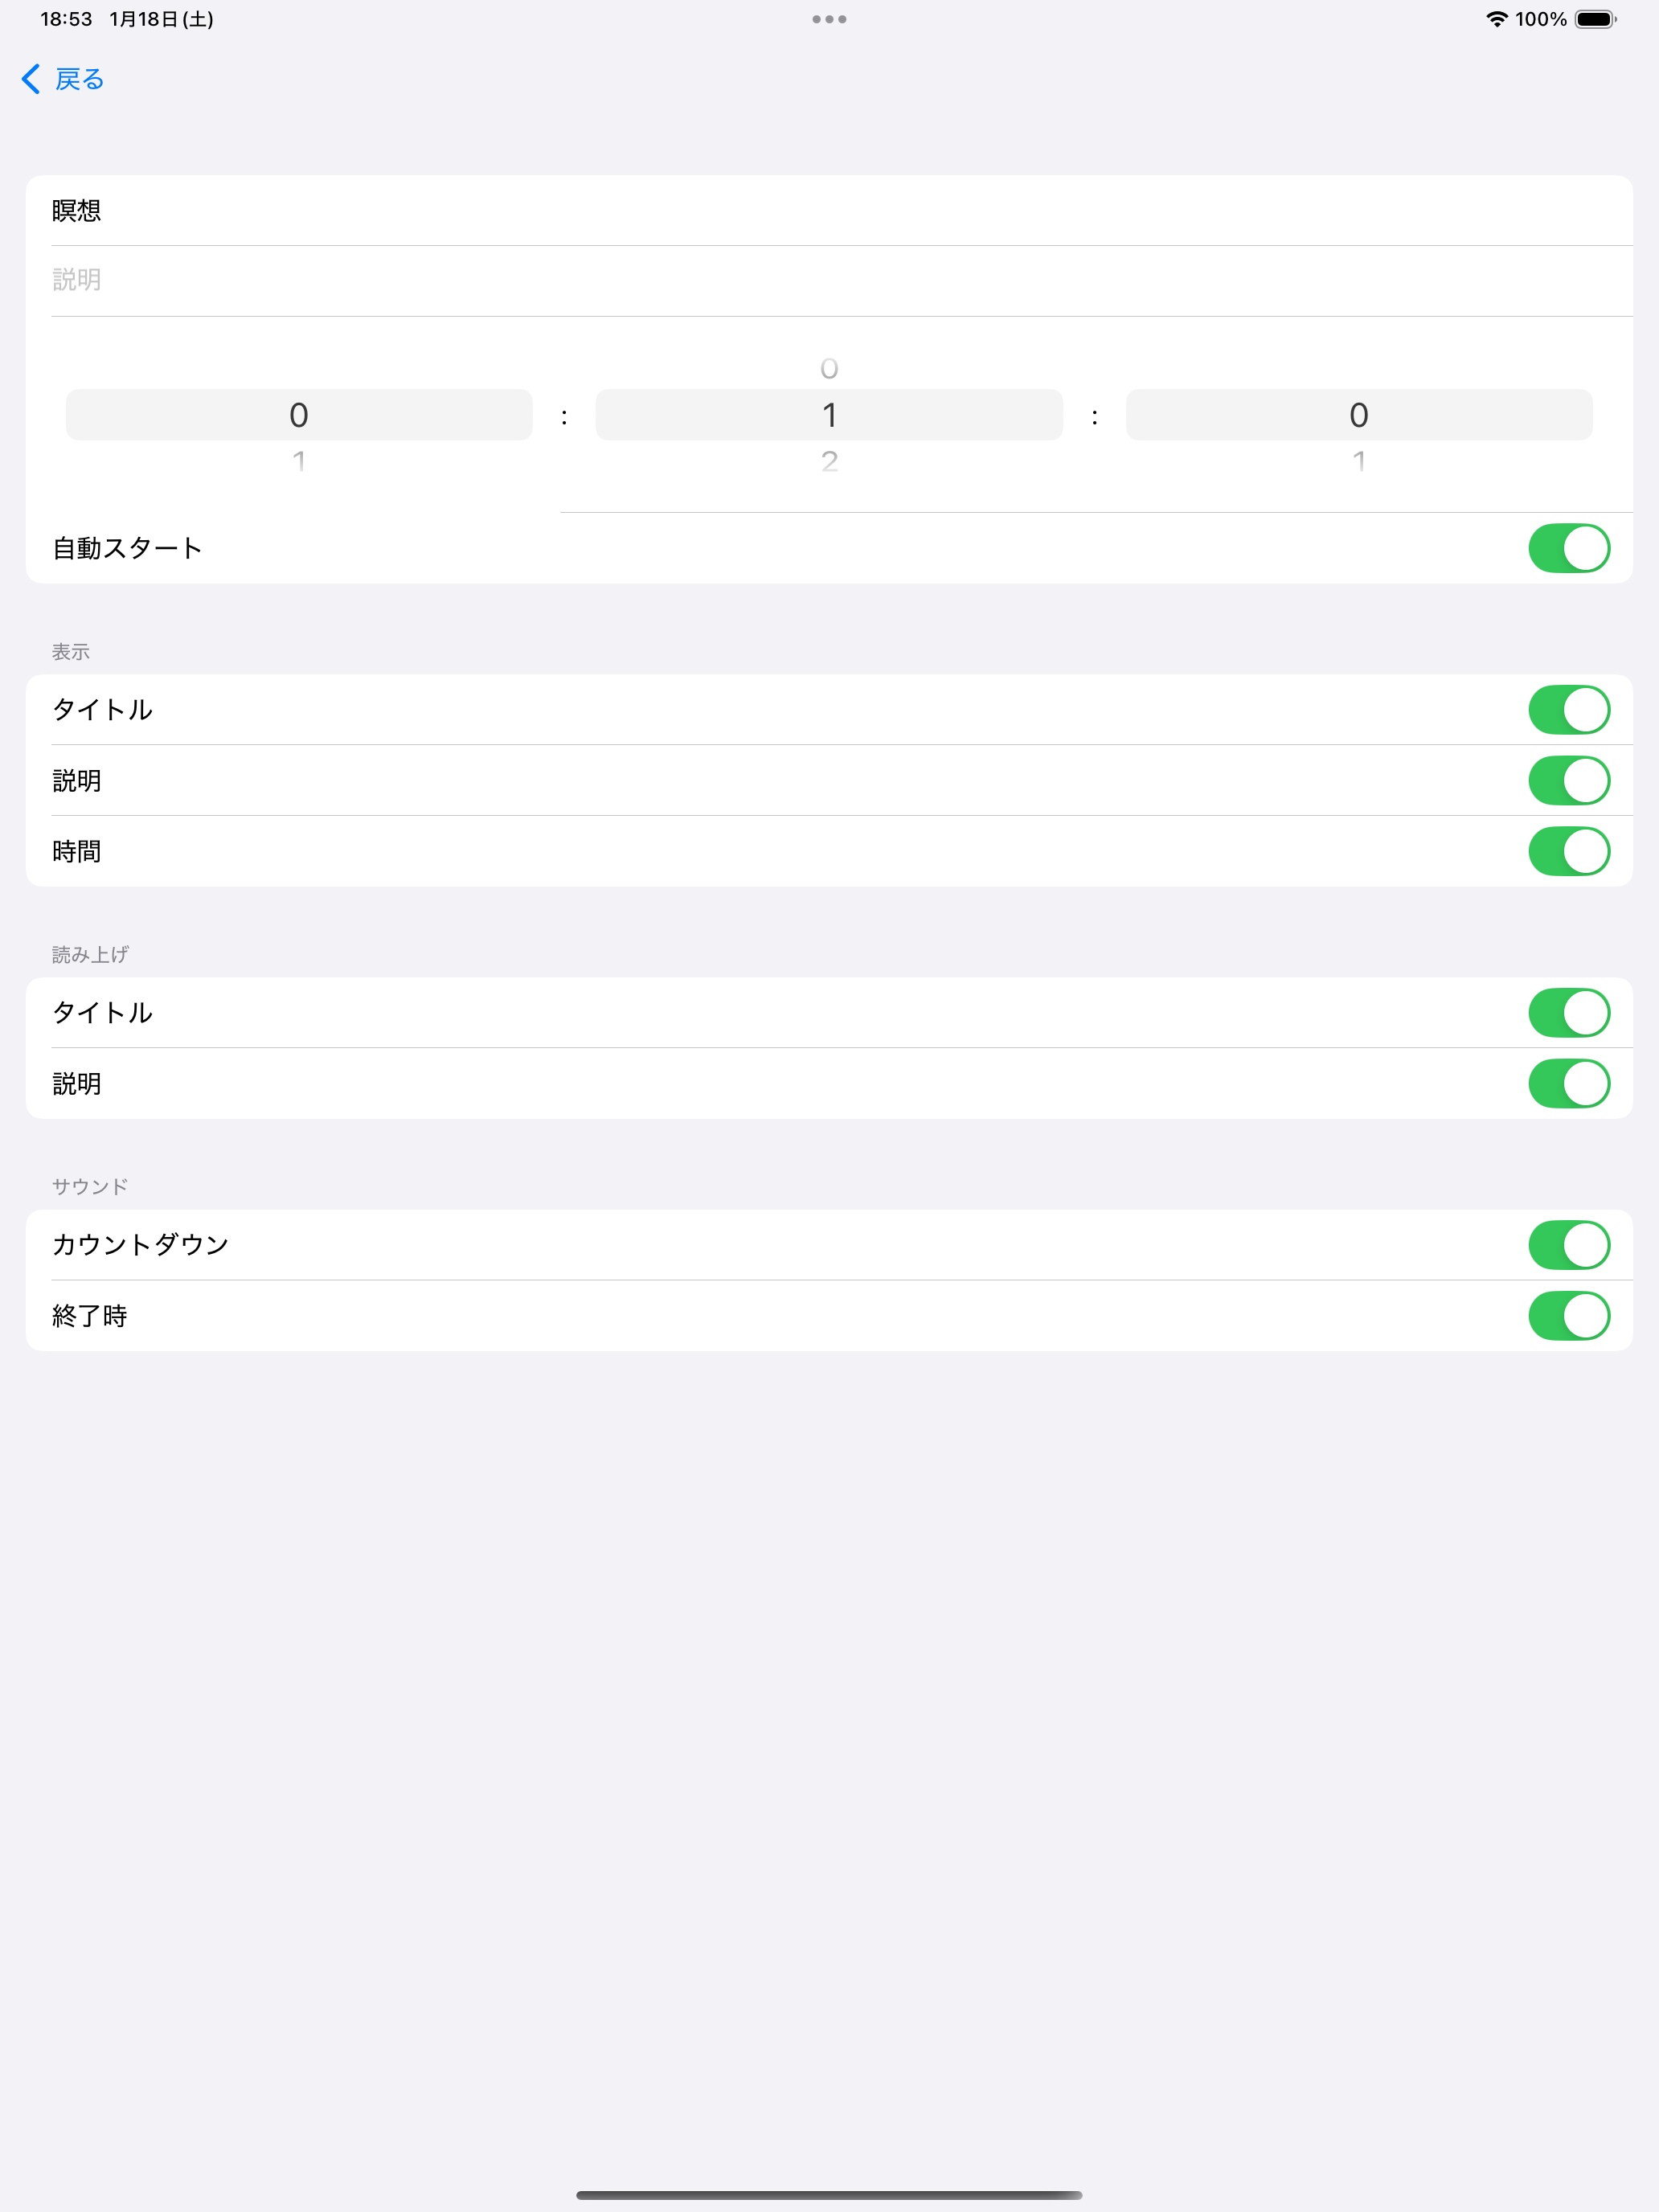 18:53 1月18日(土) 100%
戻る
瞑想
説明
0
0 : 1 : 0
1 2 1
自動スタート
表示
タイトル
説明
時間
読み上げ
タイトル
説明
サウンド
カウントダウン
終了時